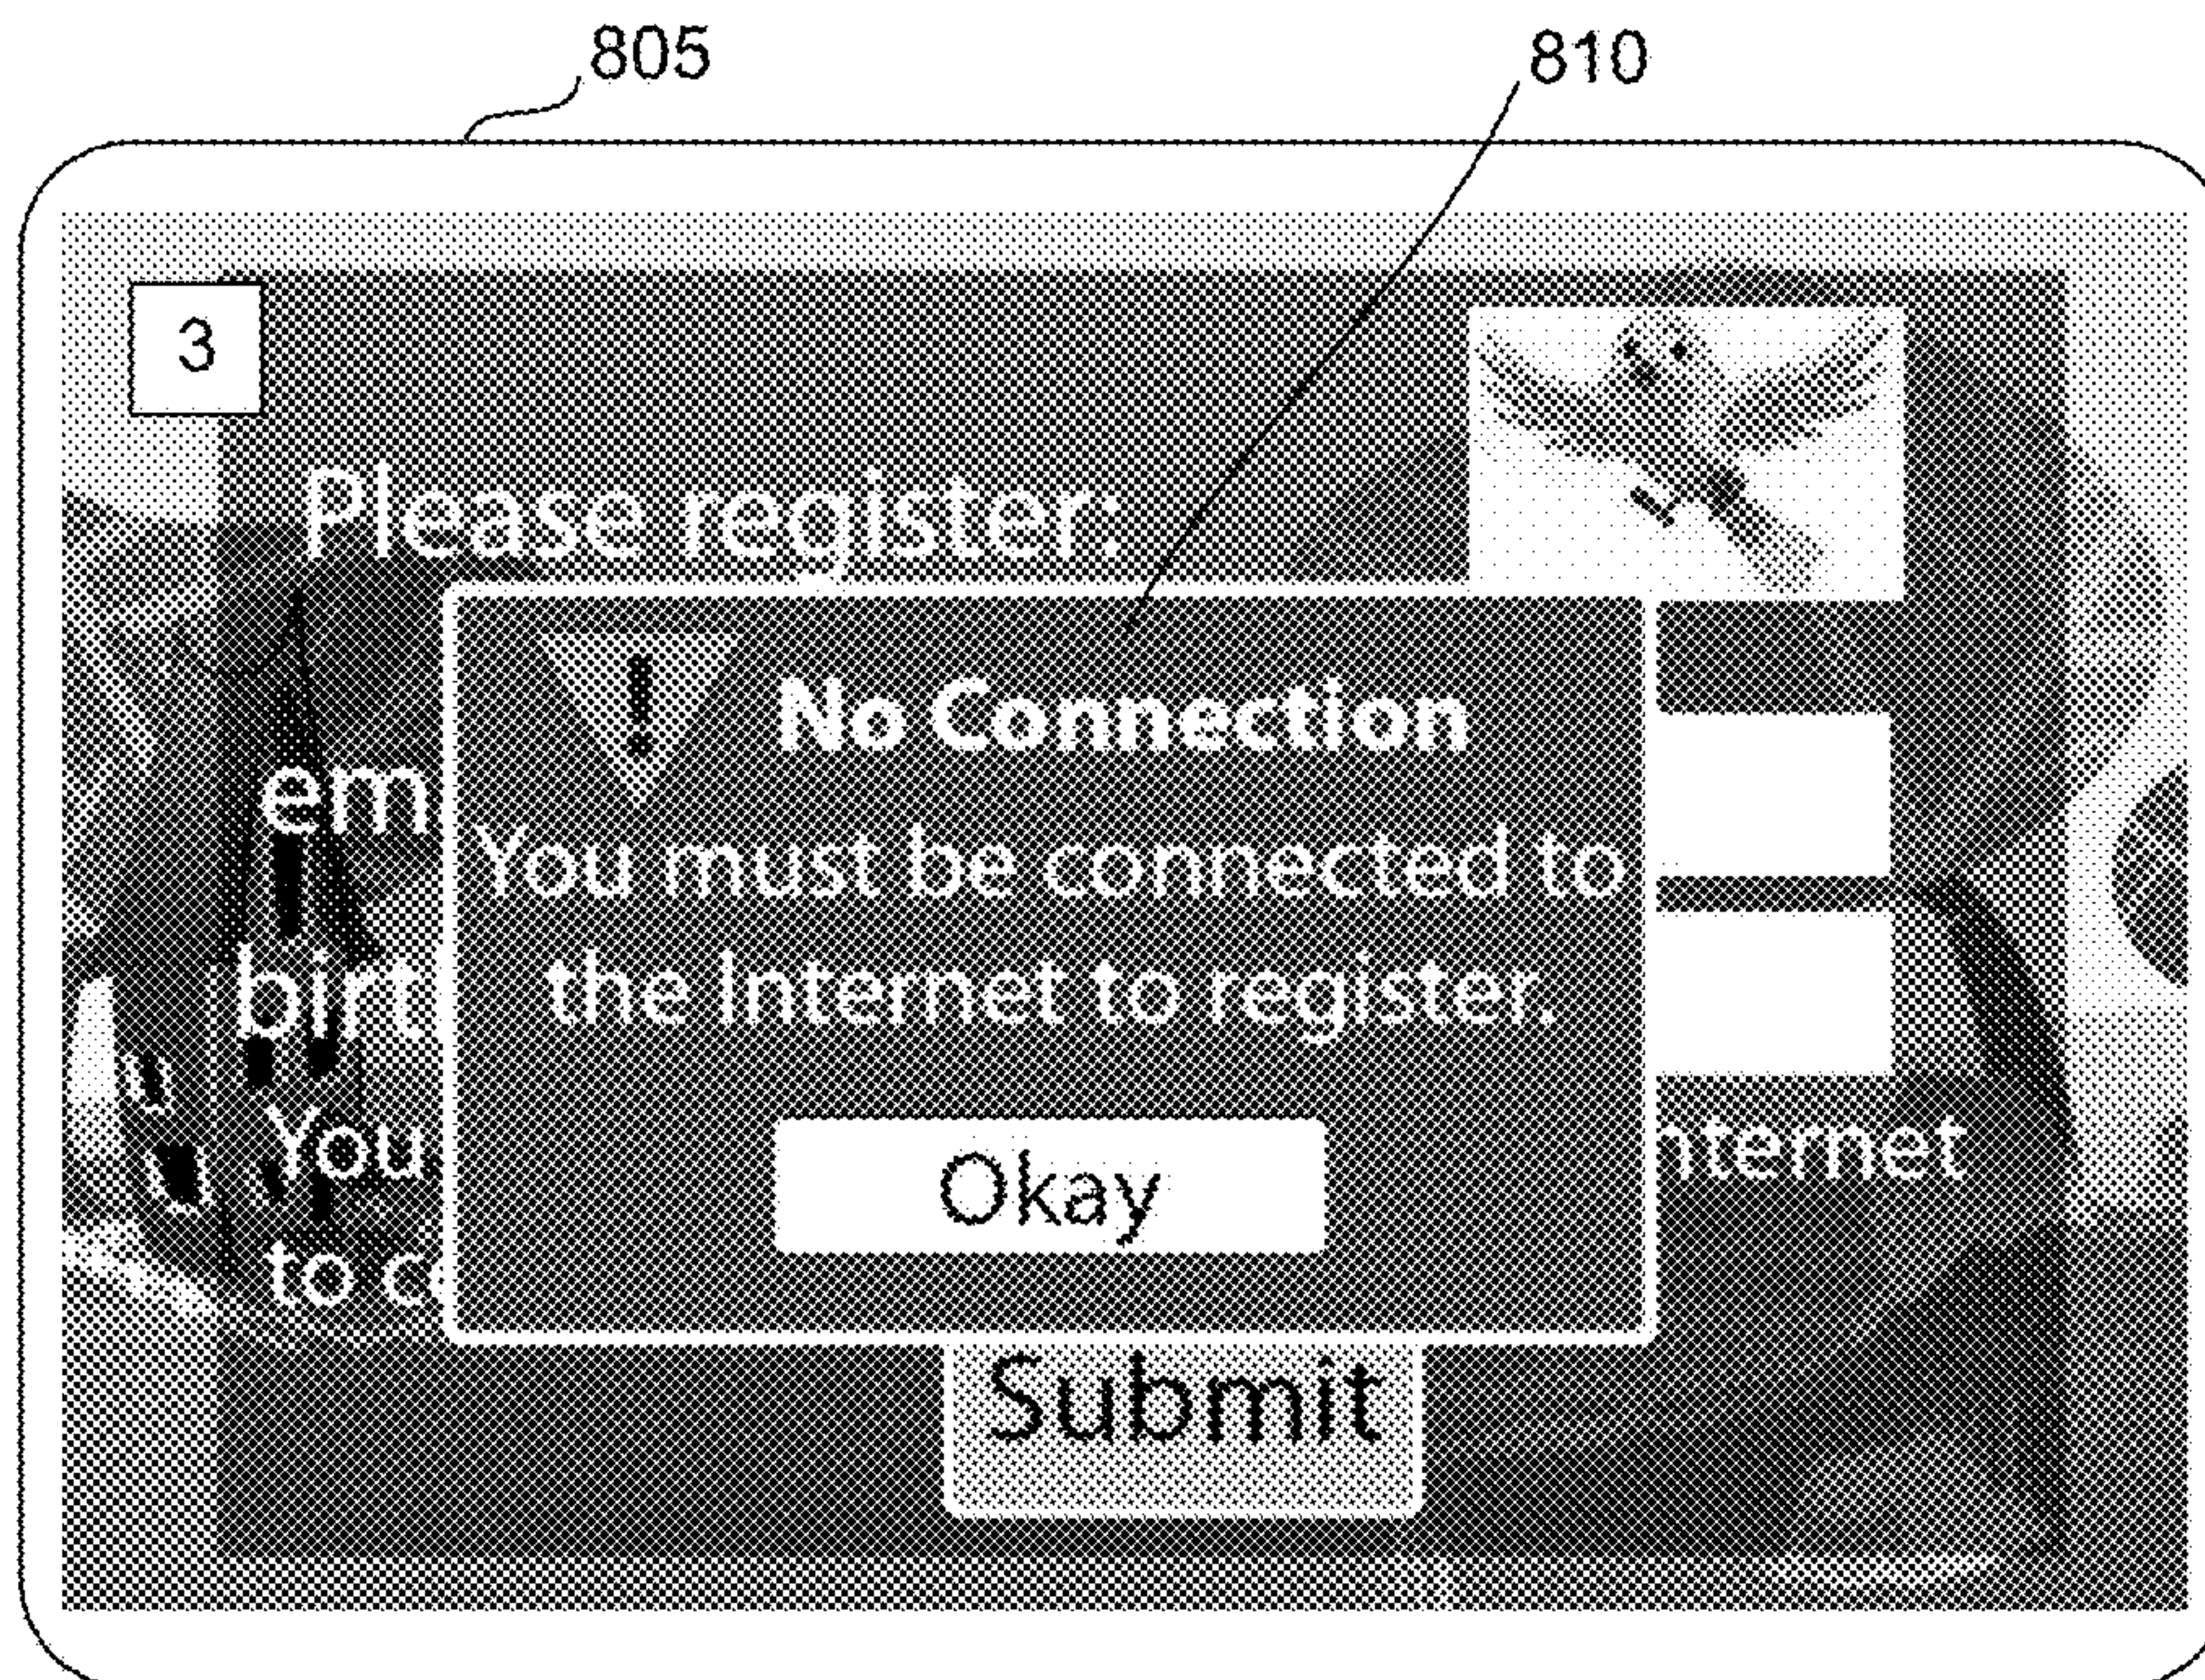 805
810
3
Please register:
!
No Connection
em
You must be connected to
birt
the Internet to register.
You
nternet
Okay
to c
Submit